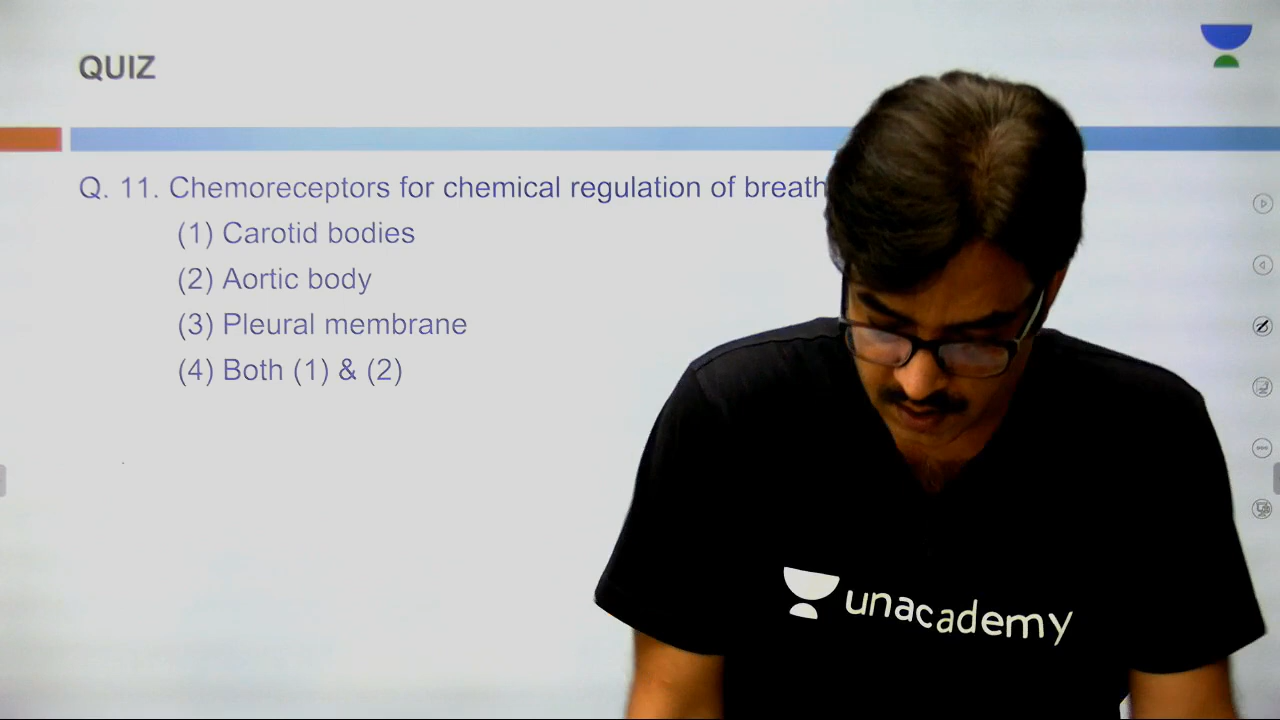 QUIZ
Q. 11. Chemoreceptors for chemical regulation of
(1) Carotid bodies
(2) Aortic body
(3) Pleural membrane
(4) Both (1) & (2)
unacademy